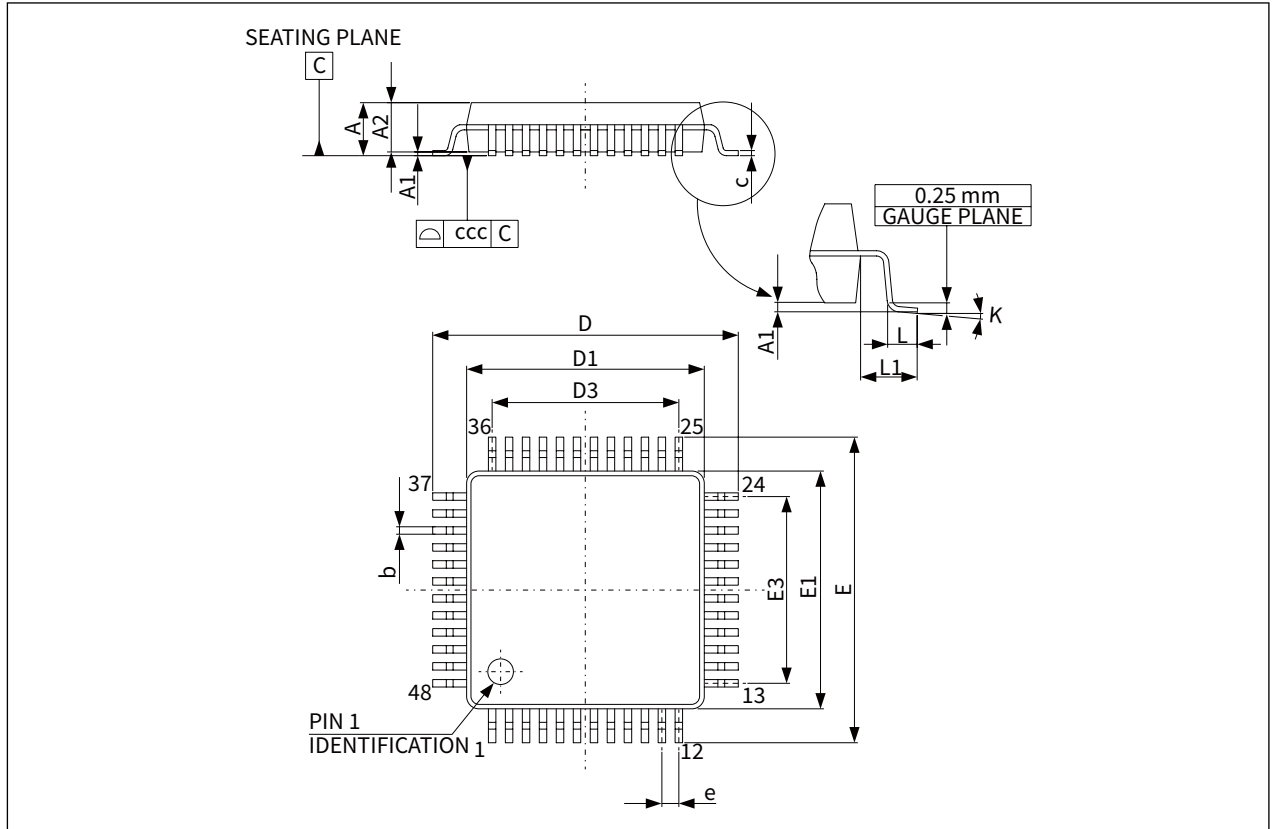 SEATING PLANE
C
A
A2
A1
c
ccc C
0.25 mm
GAUGE PLANE
K
A1
L
L1
D
D1
D3
36
25
37
24
b
E3
E1
E
48
13
PIN 1
IDENTIFICATION 1
12
e